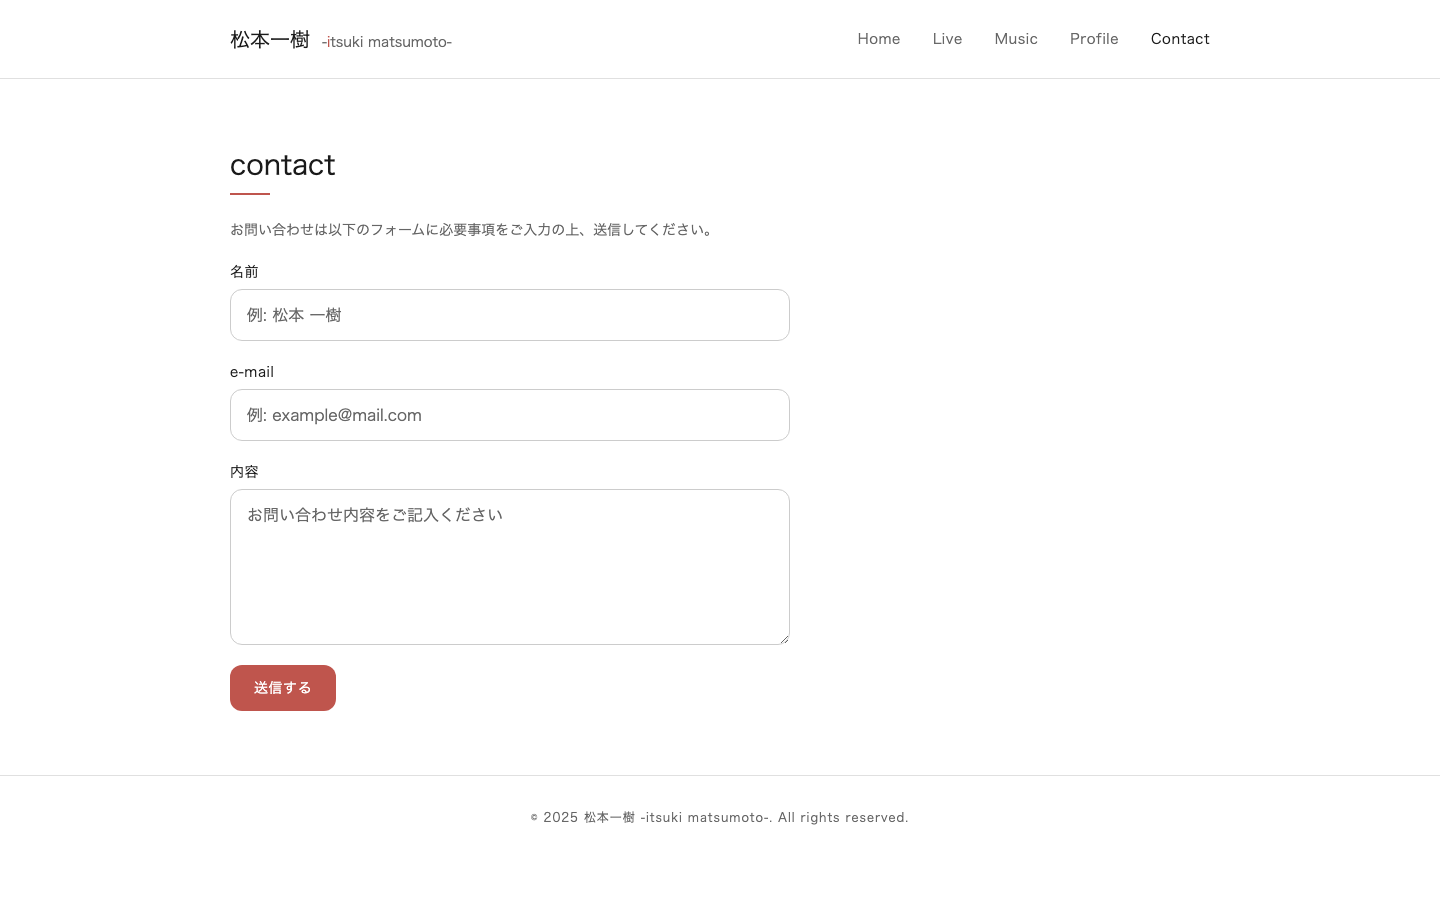 松本一樹 -itsuki matsumoto-
Home Live Music Profile Contact
contact
お問い合わせは以下のフォームに必要事項をご入力の上、送信してください。
名前
例: 松本 一樹
e-mail
例: example@mail.com
内容
お問い合わせ内容をご記入ください
送信する
© 2025 松本一樹 -itsuki matsumoto-. All rights reserved.